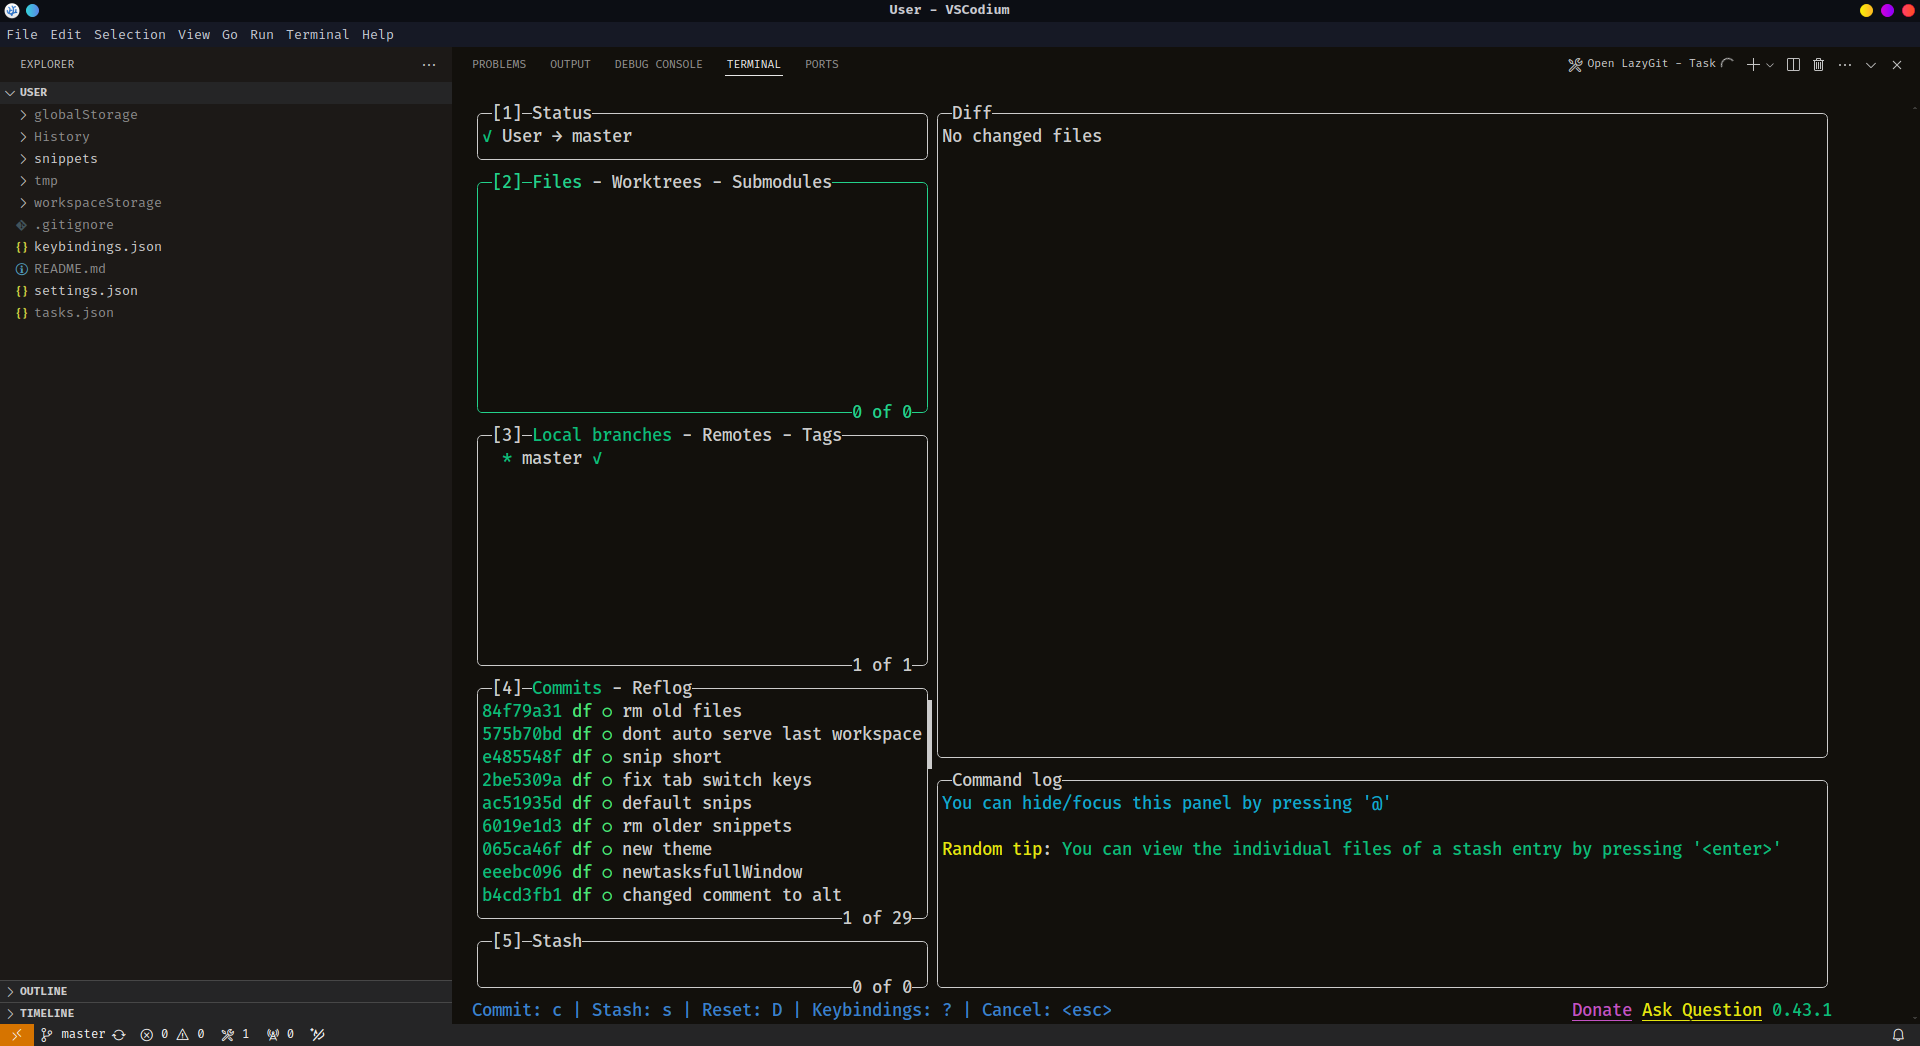 User - VSCodium
File Edit Selection View Go Run Terminal Help
EXPLORER
USER
globalStorage
History
snippets
tmp
workspaceStorage
.gitignore
keybindings.json
README.md
settings.json
tasks.json
OUTLINE
TIMELINE
PROBLEMS OUTPUT DEBUG CONSOLE TERMINAL PORTS
Open LazyGit - Task
[1]─Status
✓ User → master
[2]─Files - Worktrees - Submodules
0 of 0
[3]─Local branches - Remotes - Tags
* master ✓
1 of 1
[4]─Commits - Reflog
84f79a31 df ○ rm old files
575b70bd df ○ dont auto serve last workspace
e485548f df ○ snip short
2be5309a df ○ fix tab switch keys
ac51935d df ○ default snips
6019e1d3 df ○ rm older snippets
065ca46f df ○ new theme
eeebc096 df ○ newtasksfullWindow
b4cd3fb1 df ○ changed comment to alt
1 of 29
[5]─Stash
0 of 0
Diff
No changed files
Command log
You can hide/focus this panel by pressing '@'
Random tip: You can view the individual files of a stash entry by pressing '<enter>'
Commit: c | Stash: s | Reset: D | Keybindings: ? | Cancel: <esc>
Donate Ask Question 0.43.1
master 0 0 1 0